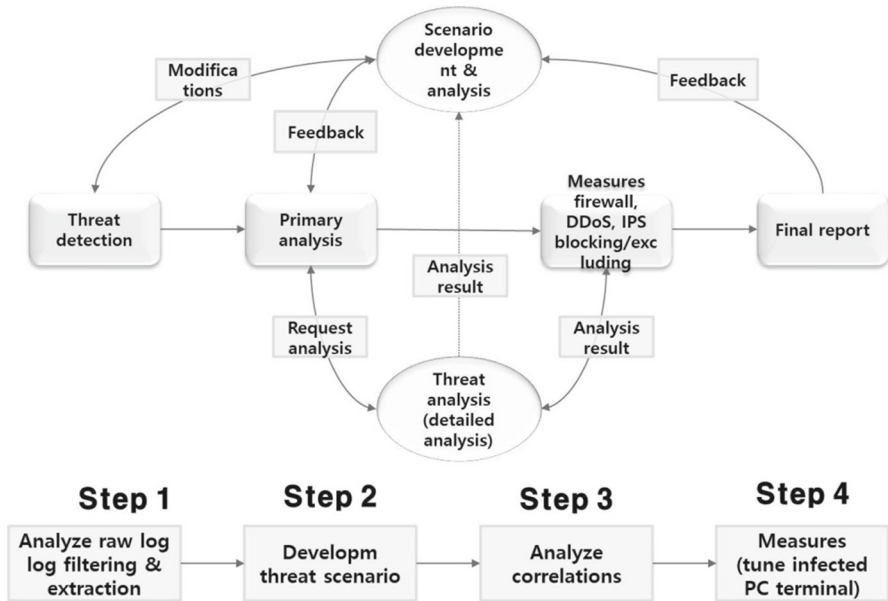 Scenario
developme
nt &
analysis
Modifica
tions
Feedback
Feedback
Threat
detection
Primary
analysis
Measures
firewall,
DDoS, IPS
blocking/exc
luding
Final report
Analysis
result
Request
analysis
Analysis
result
Threat
analysis
(detailed
analysis)
Step 1
Step 2
Step 3
Step 4
Analyze raw log
log filtering &
extraction
Developm
threat scenario
Analyze
correlations
Measures
(tune infected
PC terminal)